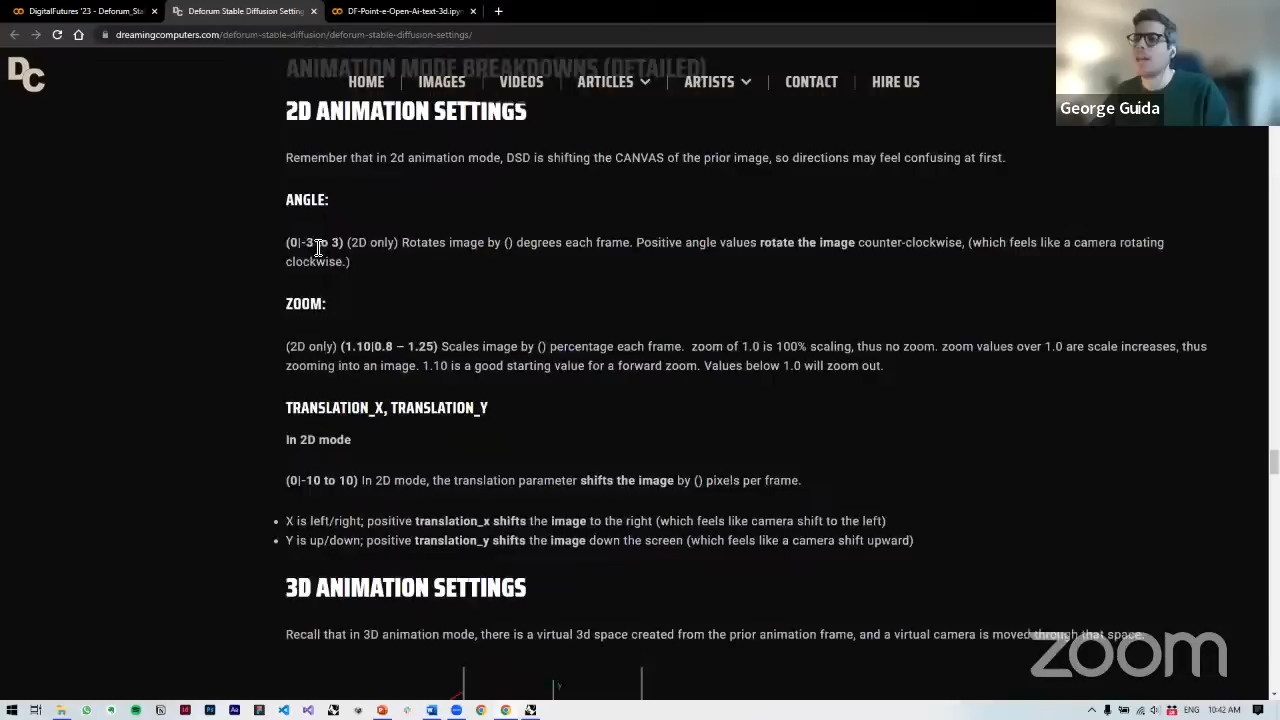 DigitalFutures '23 - Deforum_Sta
Deforum Stable Diffusion Setting
DF-Point-e-Open-Ai-text-3d.ipyn
dreamingcomputers.com/deforum-stable-diffusion/deforum-stable-diffusion-settings/
DC
ANIMATION MODE BREAKDOWNS (DETAILED)
HOME
IMAGES
VIDEOS
ARTICLES
ARTISTS
CONTACT
HIRE US
George Guida
2D ANIMATION SETTINGS
Remember that in 2d animation mode, DSD is shifting the CANVAS of the prior image, so directions may feel confusing at first.
ANGLE:
(0|-3 to 3) (2D only) Rotates image by () degrees each frame. Positive angle values rotate the image counter-clockwise, (which feels like a camera rotating
clockwise.)
ZOOM:
(2D only) (1.10|0.8 – 1.25) Scales image by () percentage each frame. zoom of 1.0 is 100% scaling, thus no zoom. zoom values over 1.0 are scale increases, thus
zooming into an image. 1.10 is a good starting value for a forward zoom. Values below 1.0 will zoom out.
TRANSLATION_X, TRANSLATION_Y
In 2D mode
(0|-10 to 10) In 2D mode, the translation parameter shifts the image by () pixels per frame.
X is left/right; positive translation_x shifts the image to the right (which feels like camera shift to the left)
Y is up/down; positive translation_y shifts the image down the screen (which feels like a camera shift upward)
3D ANIMATION SETTINGS
Recall that in 3D animation mode, there is a virtual 3d space created from the prior animation frame, and a virtual camera is moved through that space.
zoom
y
ENG
10:42 AM